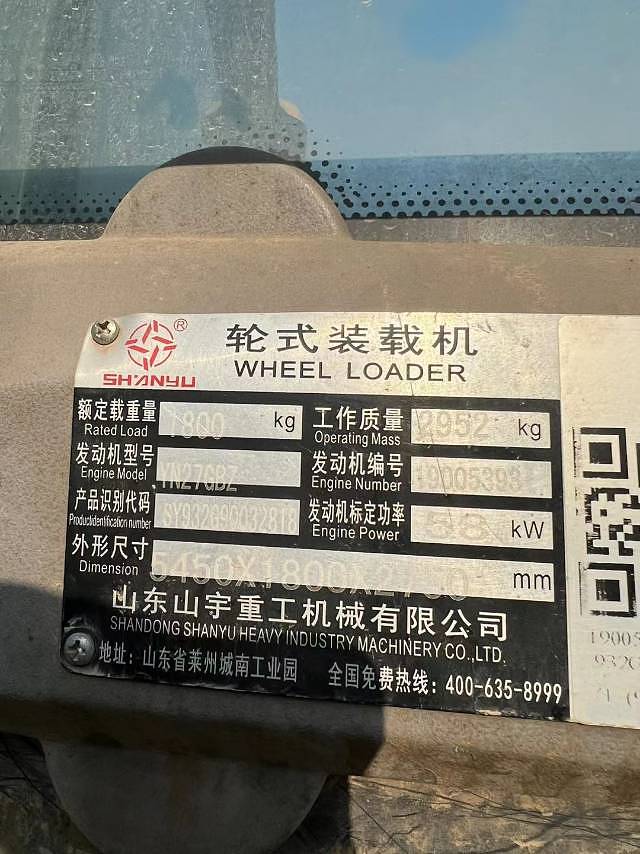 轮式装载机
SHANYU ®
WHEEL LOADER
额定载重量 1800 kg 工作质量 2952 kg
Rated Load Operating Mass
发动机型号 YN27GBZ 发动机编号
Engine Model Engine Number
产品识别代码 发动机标定功率 kW
Productidentification number Engine Power
外形尺寸 mm
Dimension
山东山宇重工机械有限公司
SHANDONG SHANYU HEAVY INDUSTRY MACHINERY CO.,LTD.
地址: 山东省莱州城南工业园 全国免费热线: 400-635-8999
19005